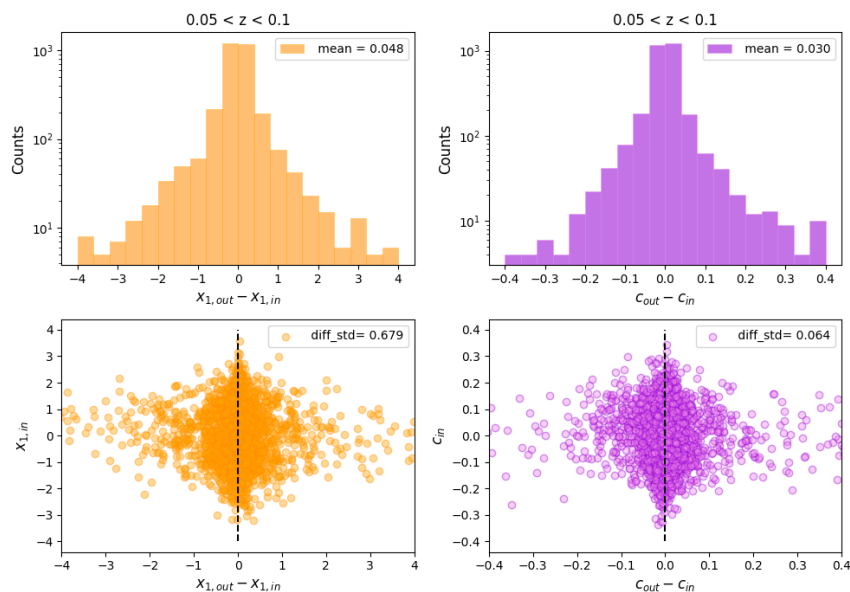 0.05 < z < 0.1
10³
10²
10¹
Counts
mean = 0.048
−4 −3 −2 −1 0 1 2 3 4
x₁,out − x₁,in
0.05 < z < 0.1
10³
10²
10¹
Counts
mean = 0.030
−0.4 −0.3 −0.2 −0.1 0.0 0.1 0.2 0.3 0.4
c_out − c_in
4
3
2
1
0
−1
−2
−3
−4
x₁,in
diff_std= 0.679
−4 −3 −2 −1 0 1 2 3 4
x₁,out − x₁,in
0.4
0.3
0.2
0.1
0.0
−0.1
−0.2
−0.3
−0.4
c_in
diff_std= 0.064
−0.4 −0.3 −0.2 −0.1 0.0 0.1 0.2 0.3 0.4
c_out − c_in